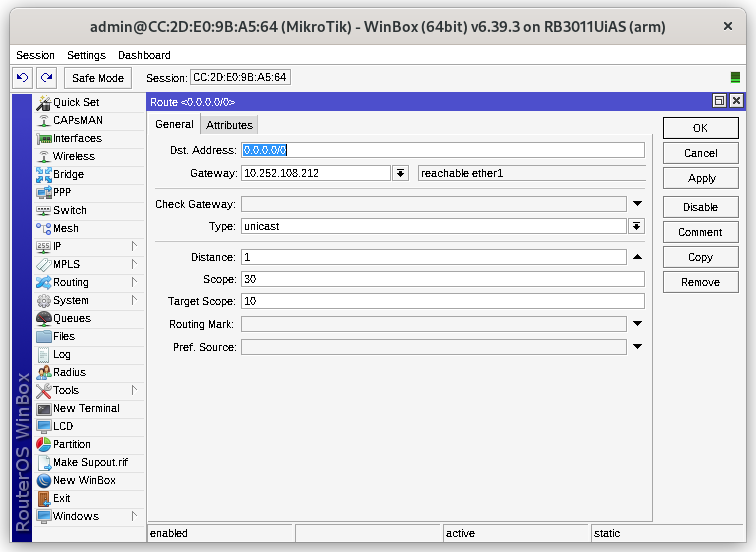 admin@CC:2D:E0:9B:A5:64 (MikroTik) - WinBox (64bit) v6.39.3 on RB3011UiAS (arm)
Session Settings Dashboard
Safe Mode Session: CC:2D:E0:9B:A5:64
Quick Set
CAPsMAN
Interfaces
Wireless
Bridge
PPP
Switch
Mesh
IP
MPLS
Routing
System
Queues
Files
Log
Radius
Tools
New Terminal
LCD
Partition
Make Supout.rif
New WinBox
Exit
Windows
RouterOS WinBox
Route <0.0.0.0/0>
General Attributes
Dst. Address: 0.0.0.0/0
Gateway: 10.252.108.212 reachable ether1
Check Gateway:
Type: unicast
Distance: 1
Scope: 30
Target Scope: 10
Routing Mark:
Pref. Source:
OK
Cancel
Apply
Disable
Comment
Copy
Remove
enabled active static